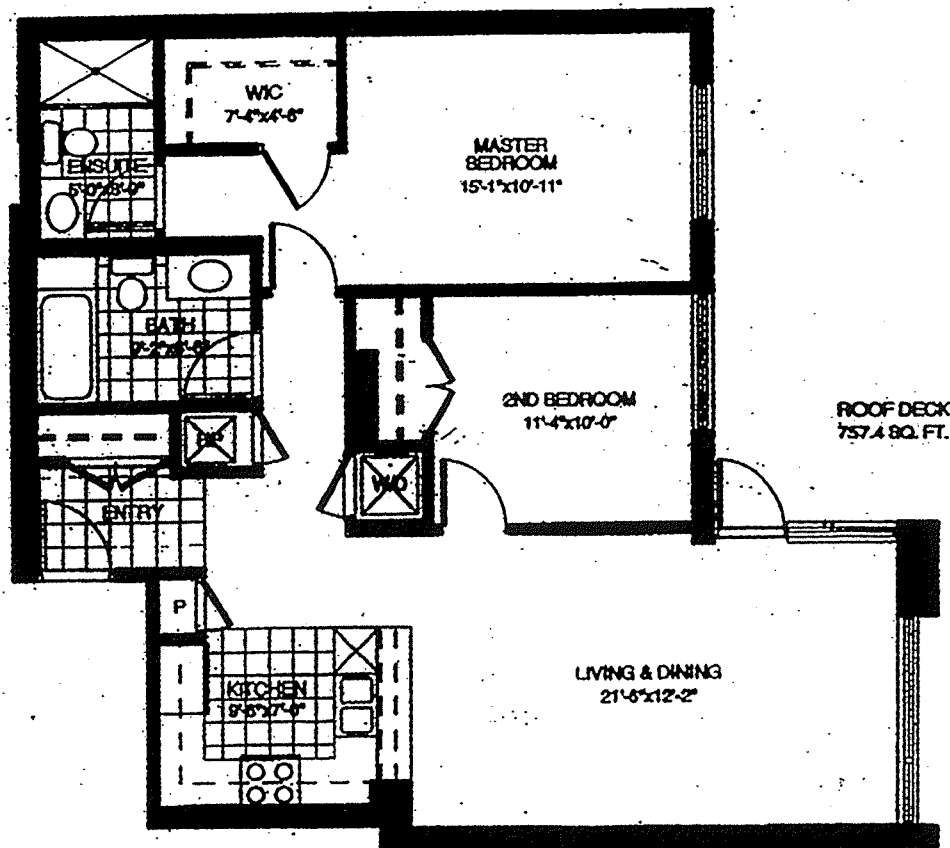 WIC
7'-4"x4'-6"
MASTER
BEDROOM
15'-1"x10'-11"
ENSUITE
BATH
2ND BEDROOM
11'-4"x10'-0"
ROOF DECK
757.4 SQ. FT.
HP
W/D
ENTRY
P
KITCHEN
LIVING & DINING
21'-6"x12'-2"